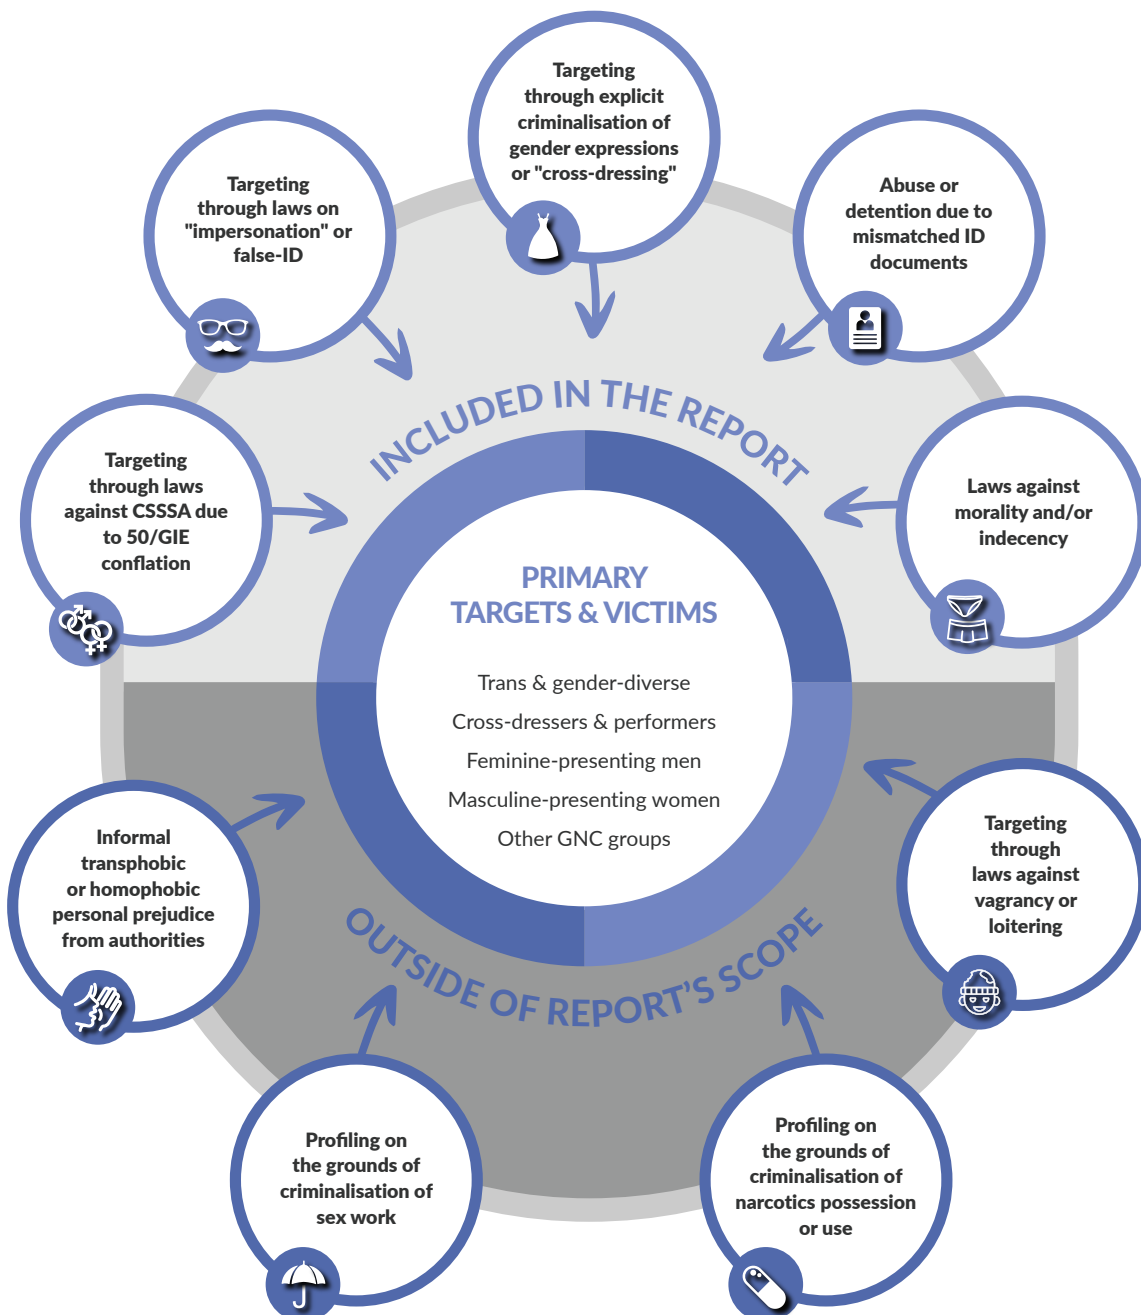 Targeting
through explicit
criminalisation of
gender expressions
or "cross-dressing"
Targeting
through laws on
"impersonation" or
false-ID
Abuse or
detention due to
mismatched ID
documents
INCLUDED IN THE REPORT
Targeting
through laws
against CSSSA due
to 50/GIE
conflation
Laws against
morality and/or
indecency
PRIMARY
TARGETS & VICTIMS
Trans & gender-diverse
Cross-dressers & performers
Feminine-presenting men
Masculine-presenting women
Other GNC groups
Informal
transphobic
or homophobic
personal prejudice
from authorities
Targeting
through
laws against
vagrancy or
loitering
OUTSIDE OF REPORT'S SCOPE
Profiling on
the grounds of
criminalisation of
sex work
Profiling on
the grounds of
criminalisation of
narcotics possession
or use